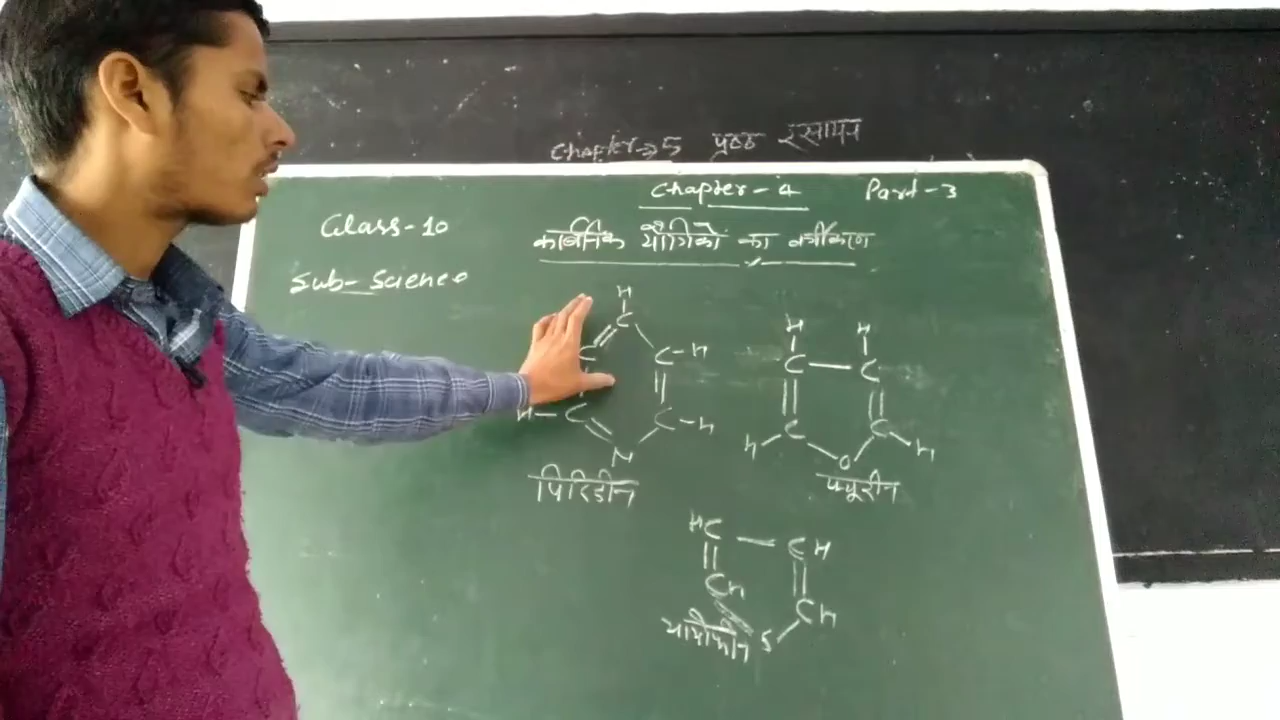 Chapter → 5 पृष्ठ रसायन
Chapter - 4 Part - 3
Class - 10
कार्बनिक यौगिकों का वर्गीकरण
Sub - Science
H
C
C
C - H
H - C
C - H
N
पिरिडीन
H H
C C
C C
H H
O
फ्यूरीन
HC CH
CH CH
S